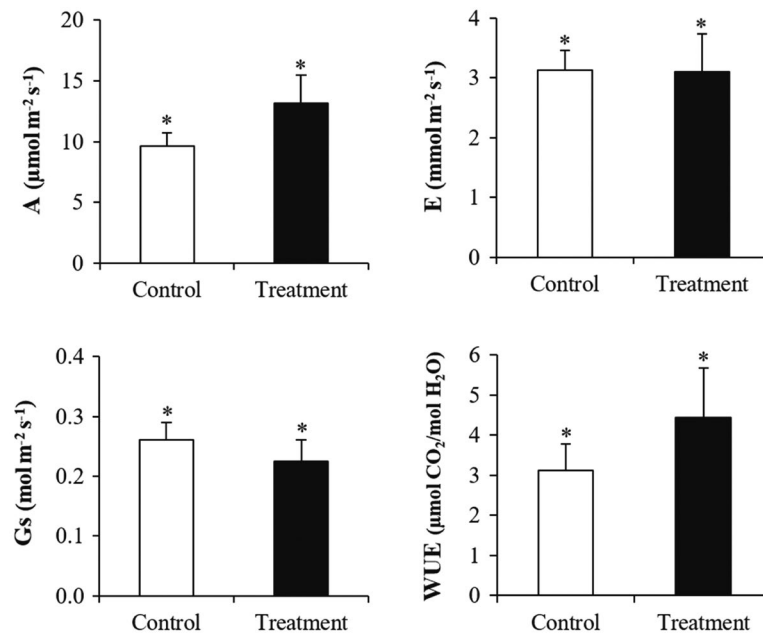 A (µmol m⁻² s⁻¹)
20
15
10
5
0
*
*
Control
Treatment
E (mmol m⁻² s⁻¹)
4
3
2
1
0
*
*
Control
Treatment
Gs (mol m⁻² s⁻¹)
0.4
0.3
0.2
0.1
0.0
*
*
Control
Treatment
WUE (µmol CO₂/mol H₂O)
6
5
4
3
2
1
0
*
*
Control
Treatment